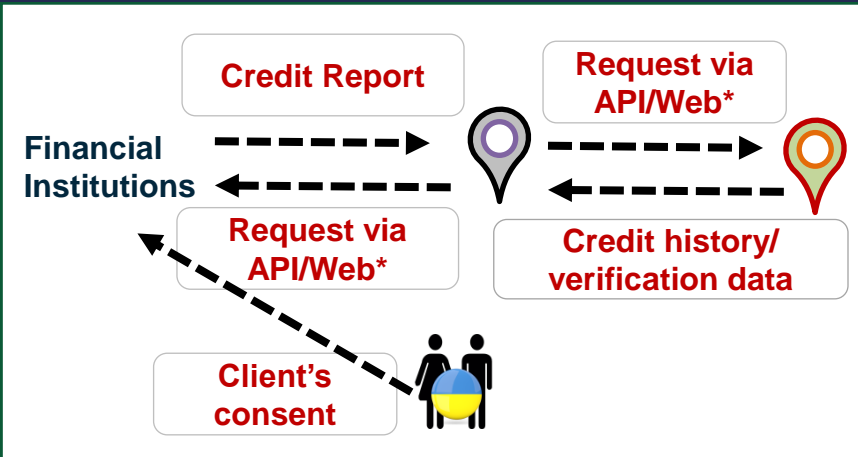 Credit Report
Request via
API/Web*
Financial
Institutions
Request via
API/Web*
Credit history/
verification data
Client's
consent